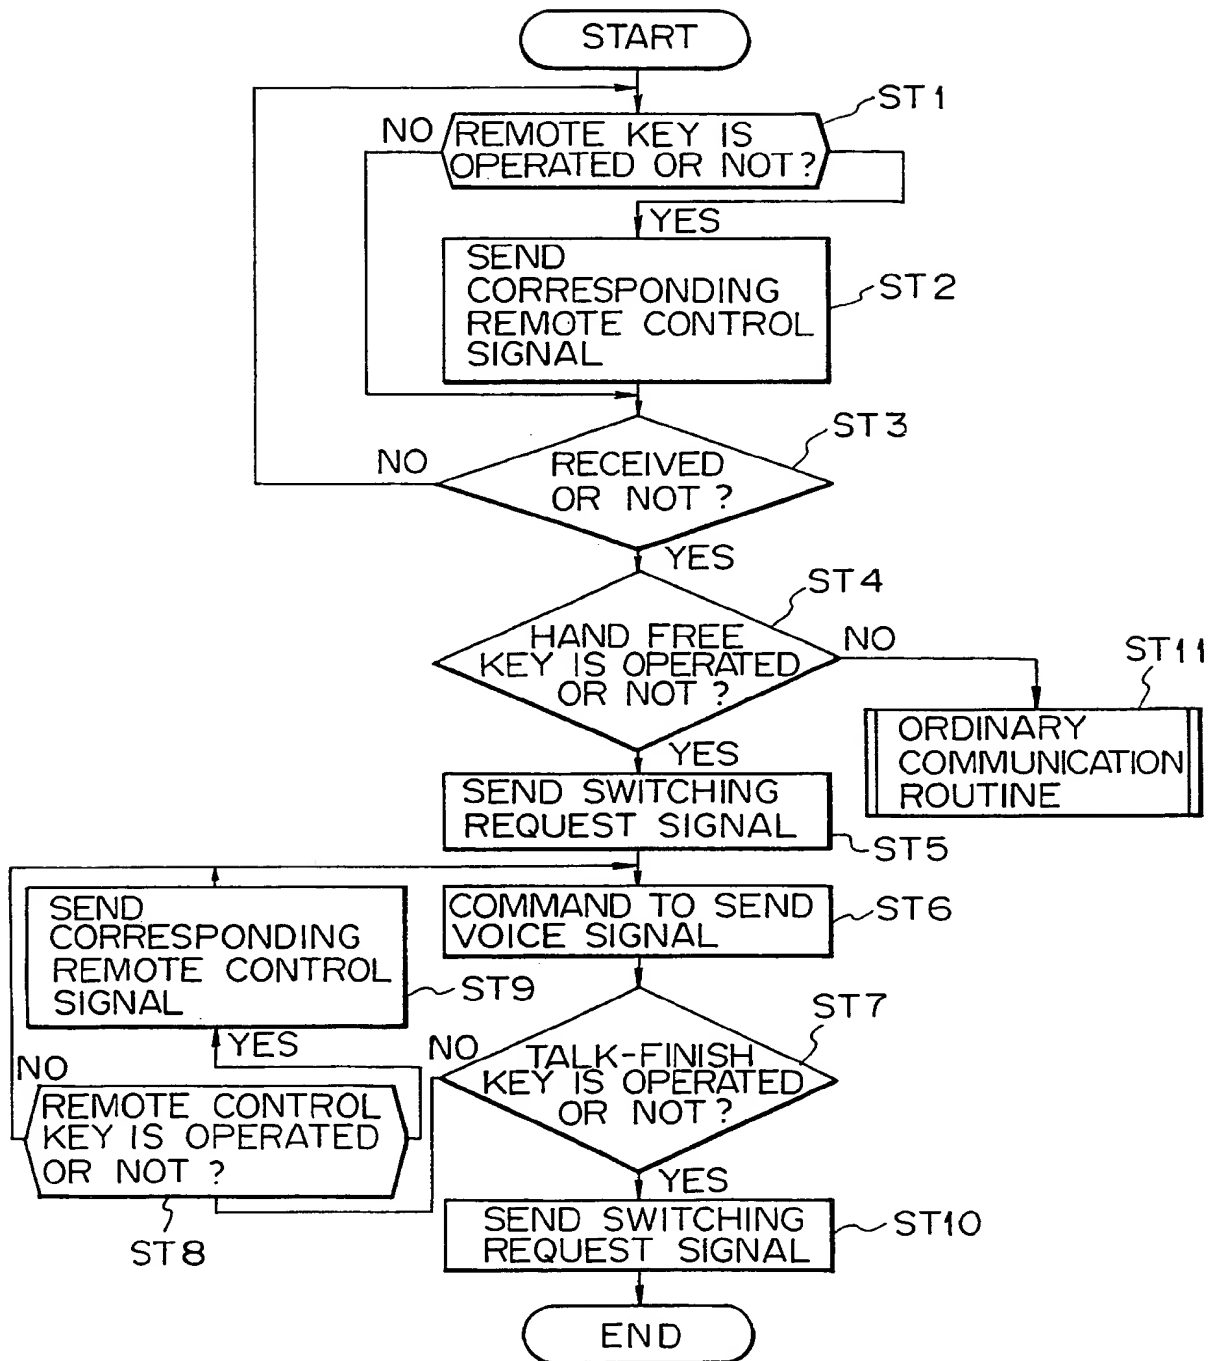 START
ST1
NO
REMOTE KEY IS
OPERATED OR NOT?
YES
SEND
CORRESPONDING
REMOTE CONTROL
SIGNAL
ST2
ST3
NO
RECEIVED
OR NOT ?
YES
ST4
HAND FREE
KEY IS OPERATED
OR NOT ?
NO
ST11
ORDINARY
COMMUNICATION
ROUTINE
YES
SEND SWITCHING
REQUEST SIGNAL
ST5
COMMAND TO SEND
VOICE SIGNAL
ST6
SEND
CORRESPONDING
REMOTE CONTROL
SIGNAL
ST9
ST7
YES
NO
TALK-FINISH
KEY IS OPERATED
OR NOT?
NO
REMOTE CONTROL
KEY IS OPERATED
OR NOT ?
ST8
YES
SEND SWITCHING
REQUEST SIGNAL
ST10
END